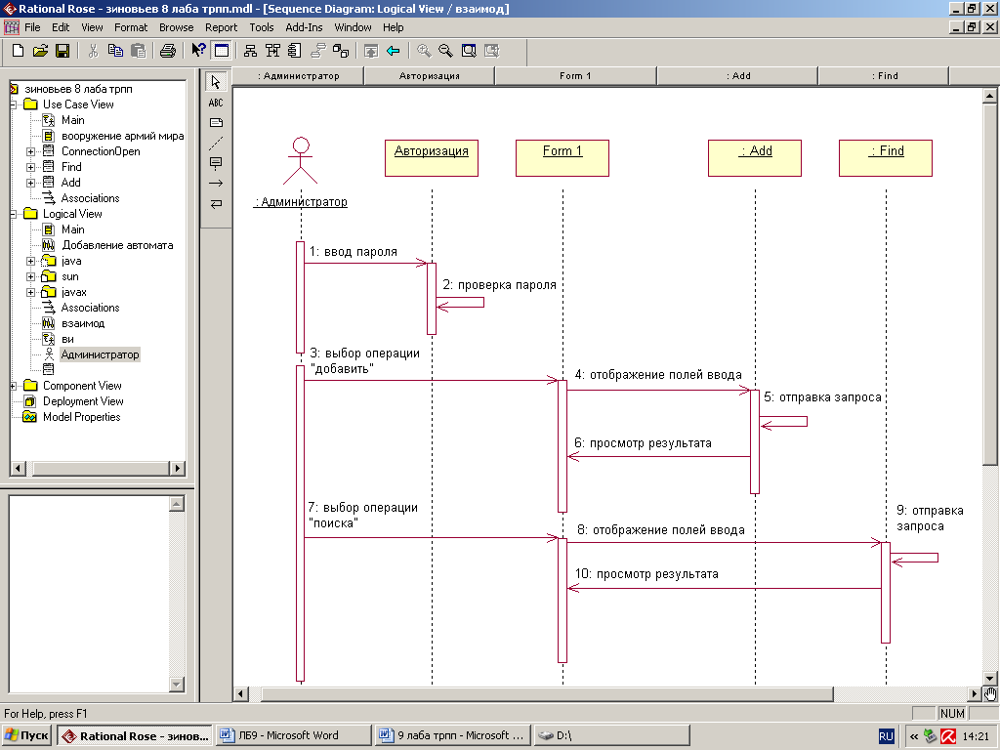 Rational Rose - зиновьев 8 лаба трпп.mdl - [Sequence Diagram: Logical View / взаимод]
File Edit View Format Browse Report Tools Add-Ins Window Help
зиновьев 8 лаба трпп
Use Case View
Main
вооружение армий мира
ConnectionOpen
Find
Add
Associations
Logical View
Main
Добавление автомата
java
sun
javax
Associations
взаимод
ви
Администратор
Component View
Deployment View
Model Properties
ABC
: Администратор Авторизация Form 1 : Add : Find
Авторизация Form 1 : Add : Find
: Администратор
1: ввод пароля
2: проверка пароля
3: выбор операции
"добавить"
4: отображение полей ввода
5: отправка запроса
6: просмотр результата
7: выбор операции
"поиска"
8: отображение полей ввода
9: отправка
запроса
10: просмотр результата
For Help, press F1
NUM
Пуск Rational Rose - зинов... ЛБ9 - Microsoft Word 9 лаба трпп - Microsoft ... D:\ RU « 14:21